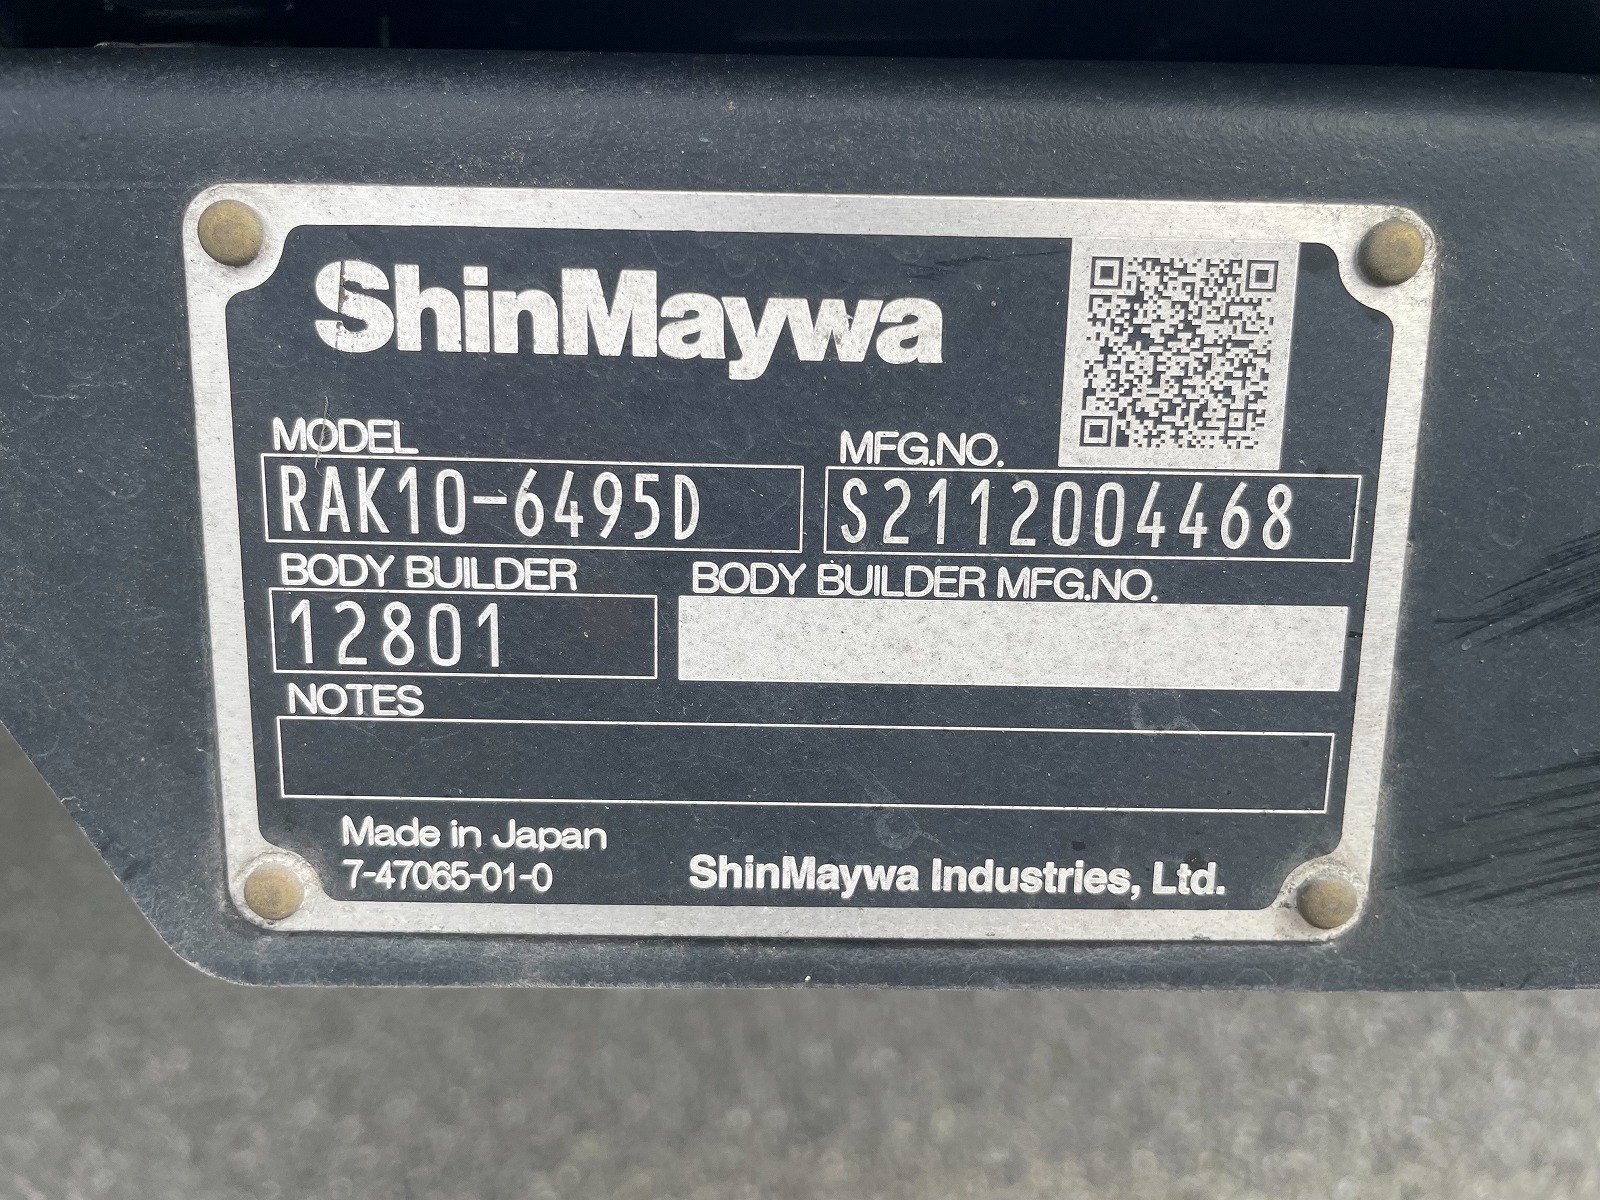 ShinMaywa
MODEL
RAK10-6495D
MFG.NO.
S2112004468
BODY BUILDER
12801
BODY BUILDER MFG.NO.
NOTES
Made in Japan
7-47065-01-0
ShinMaywa Industries, Ltd.